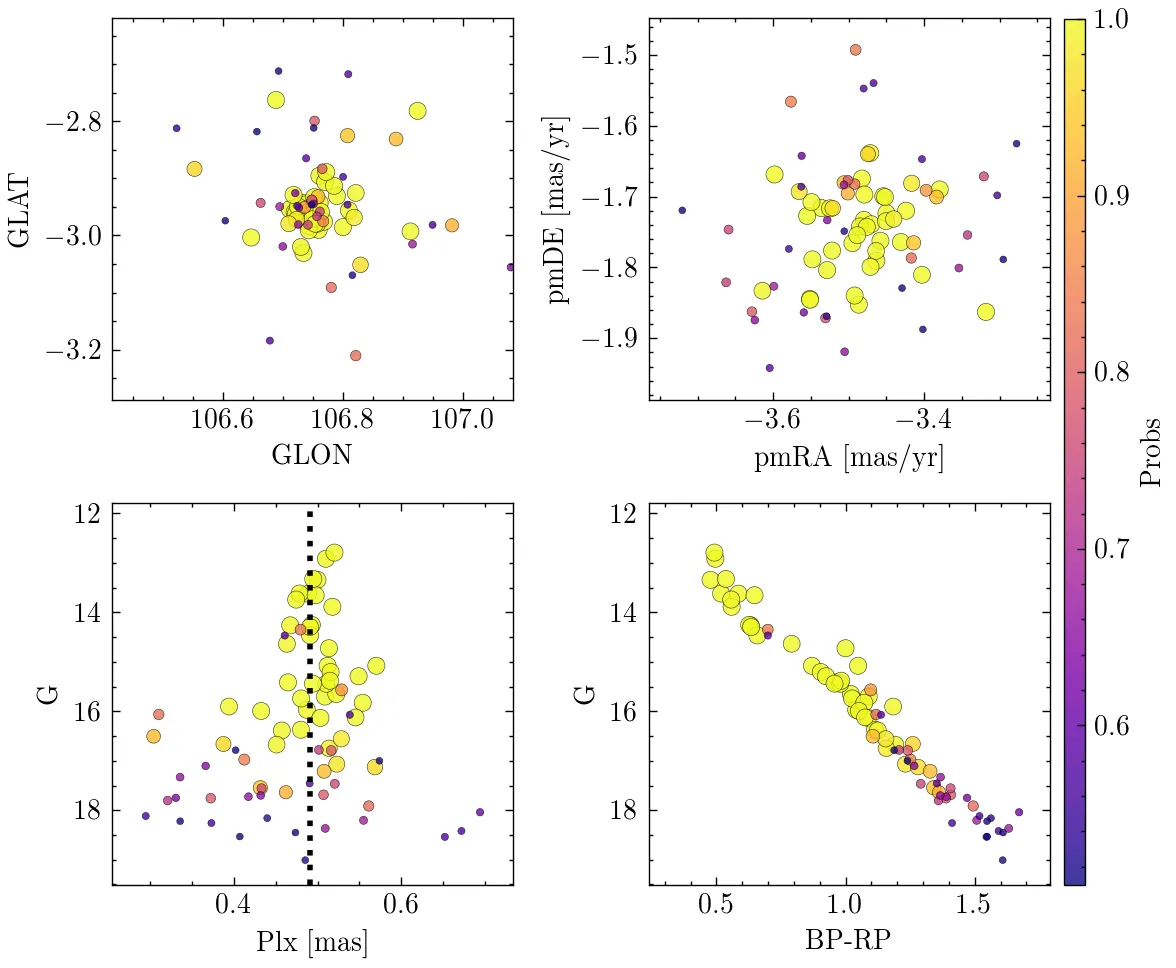 −2.8
−3.0
−3.2
GLAT
106.6 106.8 107.0
GLON
−1.5
−1.6
−1.7
−1.8
−1.9
pmDE [mas/yr]
−3.6 −3.4
pmRA [mas/yr]
12
14
16
18
G
0.4 0.6
Plx [mas]
12
14
16
18
G
0.5 1.0 1.5
BP-RP
1.0
0.9
0.8
0.7
0.6
Probs